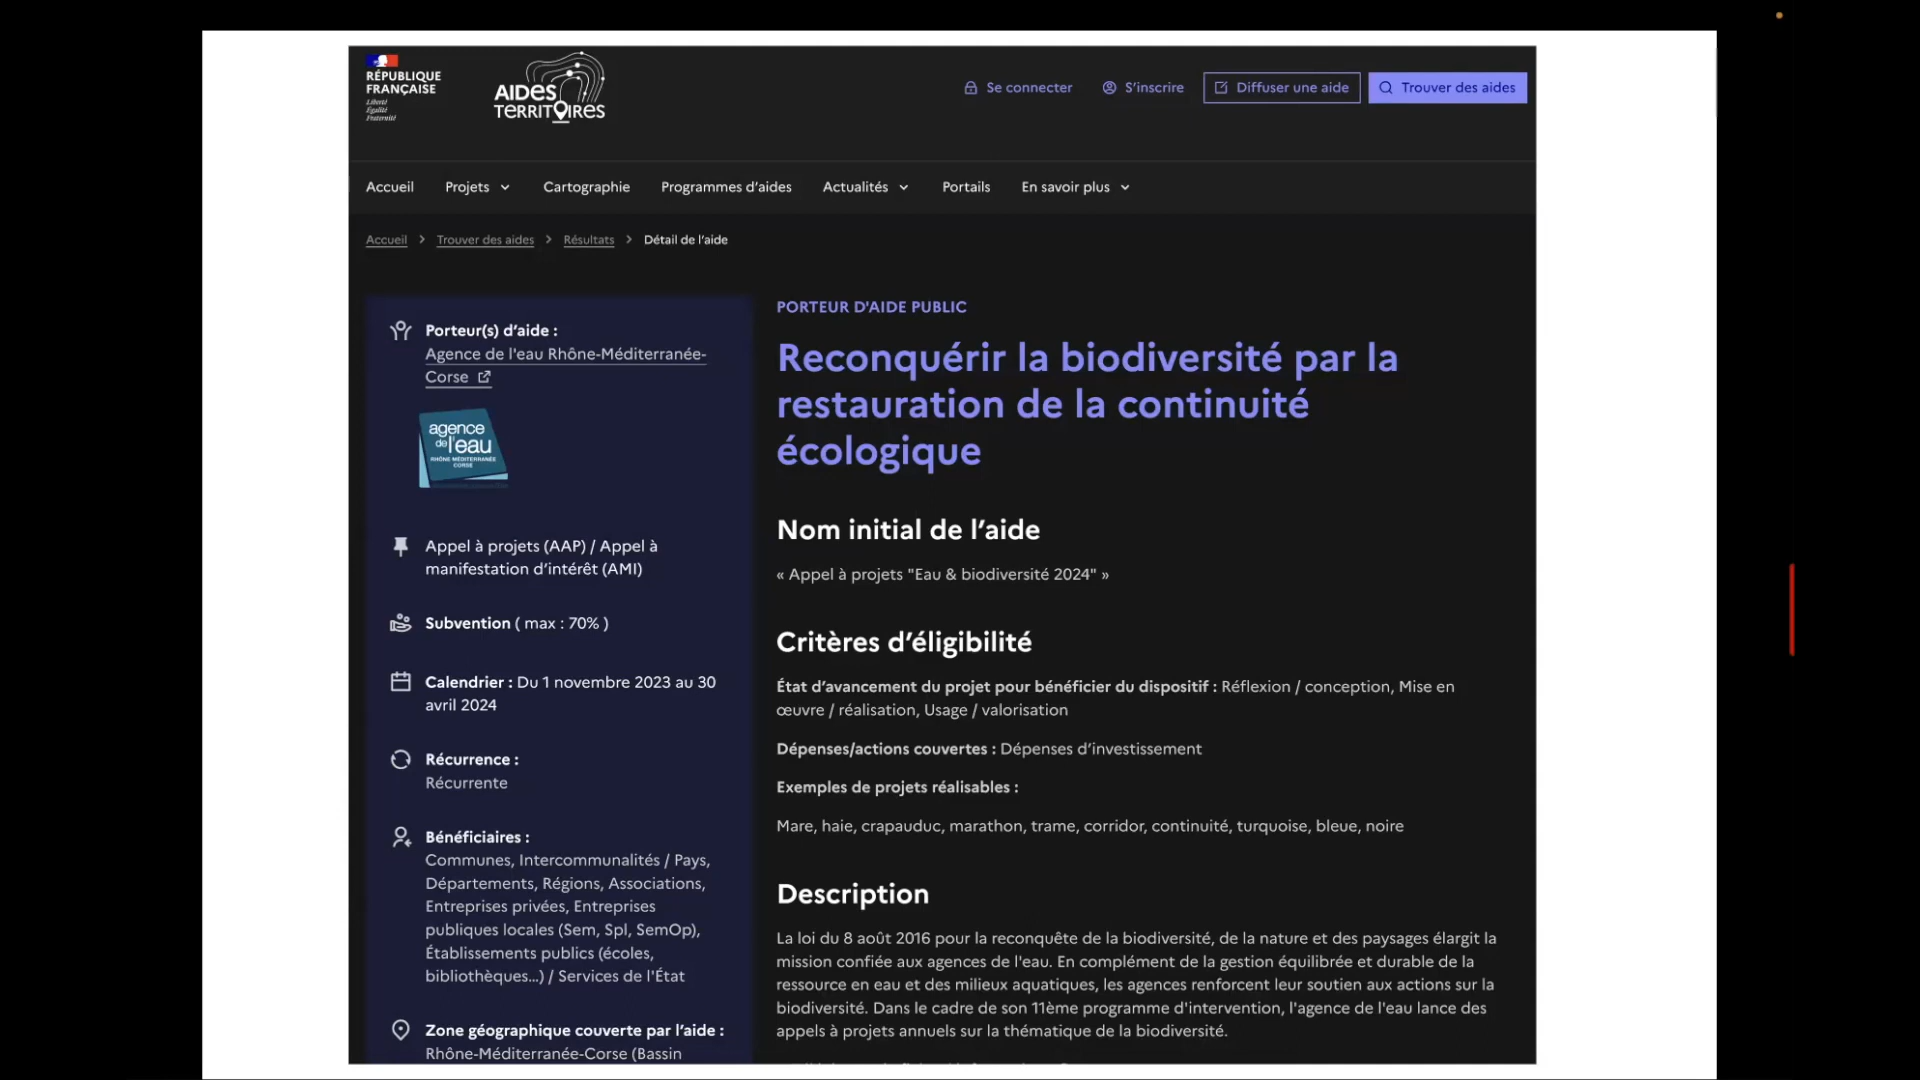 RÉPUBLIQUE
FRANÇAISE
Liberté
Égalité
Fraternité
AIDES
TERRITOIRES
Se connecter
S’inscrire
Diffuser une aide
Trouver des aides
Accueil
Projets
Cartographie
Programmes d’aides
Actualités
Portails
En savoir plus
Accueil > Trouver des aides > Résultats > Détail de l’aide
Porteur(s) d’aide :
Agence de l'eau Rhône-Méditerranée-
Corse
agence
de l'eau
RHÔNE MÉDITERRANÉE
CORSE
Appel à projets (AAP) / Appel à
manifestation d’intérêt (AMI)
Subvention ( max : 70% )
Calendrier : Du 1 novembre 2023 au 30
avril 2024
Récurrence :
Récurrente
Bénéficiaires :
Communes, Intercommunalités / Pays,
Départements, Régions, Associations,
Entreprises privées, Entreprises
publiques locales (Sem, Spl, SemOp),
Établissements publics (écoles,
bibliothèques…) / Services de l'État
Zone géographique couverte par l’aide :
Rhône-Méditerranée-Corse (Bassin
PORTEUR D'AIDE PUBLIC
Reconquérir la biodiversité par la
restauration de la continuité
écologique
Nom initial de l’aide
« Appel à projets "Eau & biodiversité 2024" »
Critères d’éligibilité
État d’avancement du projet pour bénéficier du dispositif : Réflexion / conception, Mise en
œuvre / réalisation, Usage / valorisation
Dépenses/actions couvertes : Dépenses d’investissement
Exemples de projets réalisables :
Mare, haie, crapauduc, marathon, trame, corridor, continuité, turquoise, bleue, noire
Description
La loi du 8 août 2016 pour la reconquête de la biodiversité, de la nature et des paysages élargit la
mission confiée aux agences de l'eau. En complément de la gestion équilibrée et durable de la
ressource en eau et des milieux aquatiques, les agences renforcent leur soutien aux actions sur la
biodiversité. Dans le cadre de son 11ème programme d'intervention, l'agence de l'eau lance des
appels à projets annuels sur la thématique de la biodiversité.